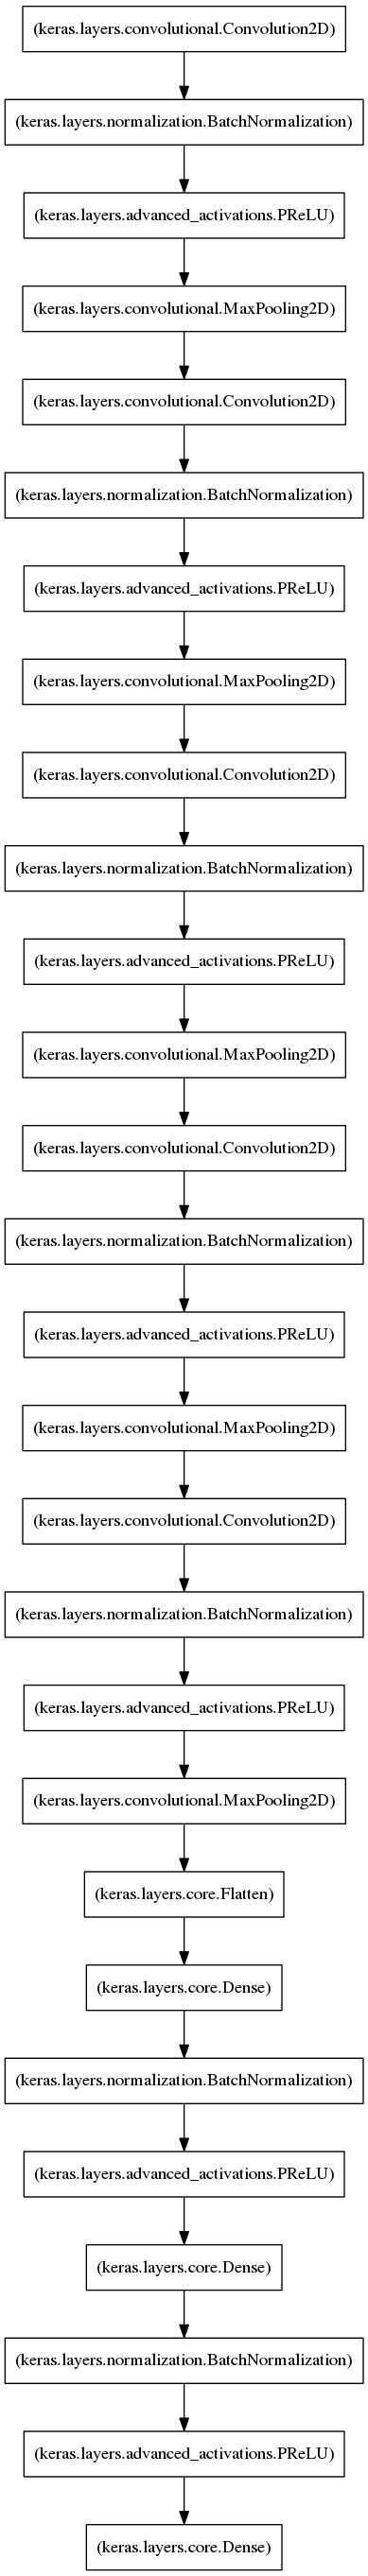 (keras.layers.convolutional.Convolution2D)
(keras.layers.normalization.BatchNormalization)
(keras.layers.advanced_activations.PReLU)
(keras.layers.convolutional.MaxPooling2D)
(keras.layers.convolutional.Convolution2D)
(keras.layers.normalization.BatchNormalization)
(keras.layers.advanced_activations.PReLU)
(keras.layers.convolutional.MaxPooling2D)
(keras.layers.convolutional.Convolution2D)
(keras.layers.normalization.BatchNormalization)
(keras.layers.advanced_activations.PReLU)
(keras.layers.convolutional.MaxPooling2D)
(keras.layers.convolutional.Convolution2D)
(keras.layers.normalization.BatchNormalization)
(keras.layers.advanced_activations.PReLU)
(keras.layers.convolutional.MaxPooling2D)
(keras.layers.convolutional.Convolution2D)
(keras.layers.normalization.BatchNormalization)
(keras.layers.advanced_activations.PReLU)
(keras.layers.convolutional.MaxPooling2D)
(keras.layers.core.Flatten)
(keras.layers.core.Dense)
(keras.layers.normalization.BatchNormalization)
(keras.layers.advanced_activations.PReLU)
(keras.layers.core.Dense)
(keras.layers.normalization.BatchNormalization)
(keras.layers.advanced_activations.PReLU)
(keras.layers.core.Dense)